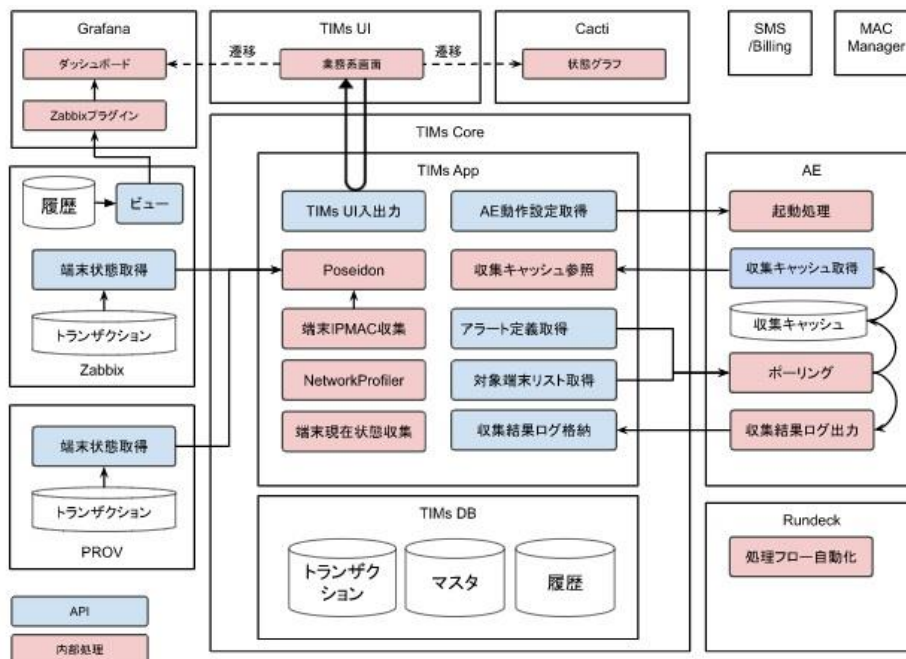 Grafana
ダッシュボード
Zabbixプラグイン
TIMs UI
遷移
業務系画面
遷移
Cacti
状態グラフ
SMS
/Billing
MAC
Manager
履歴
ビュー
端末状態取得
トランザクション
Zabbix
端末状態取得
トランザクション
PROV
API
内部処理
TIMs Core
TIMs App
TIMs UI入出力
AE動作設定取得
Poseidon
収集キャッシュ参照
端末IPMAC収集
アラート定義取得
NetworkProfiler
対象端末リスト取得
端末現在状態収集
収集結果ログ格納
TIMs DB
トランザク
ション
マスタ
履歴
AE
起動処理
収集キャッシュ取得
収集キャッシュ
ポーリング
収集結果ログ出力
Rundeck
処理フロー自動化